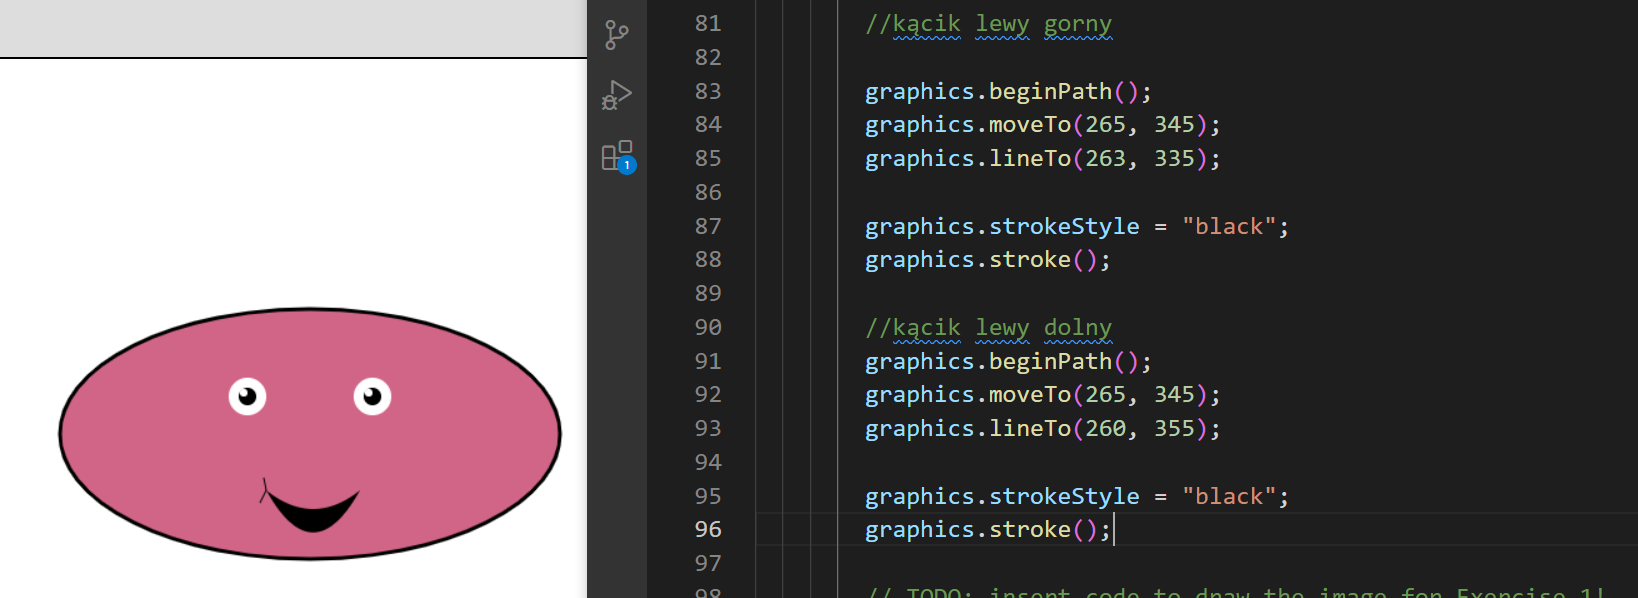 1
81 //kącik lewy gorny
82
83 graphics.beginPath();
84 graphics.moveTo(265, 345);
85 graphics.lineTo(263, 335);
86
87 graphics.strokeStyle = "black";
88 graphics.stroke();
89
90 //kącik lewy dolny
91 graphics.beginPath();
92 graphics.moveTo(265, 345);
93 graphics.lineTo(260, 355);
94
95 graphics.strokeStyle = "black";
96 graphics.stroke();
97
98 // TODO: insert code to draw the image for Exercise 1!